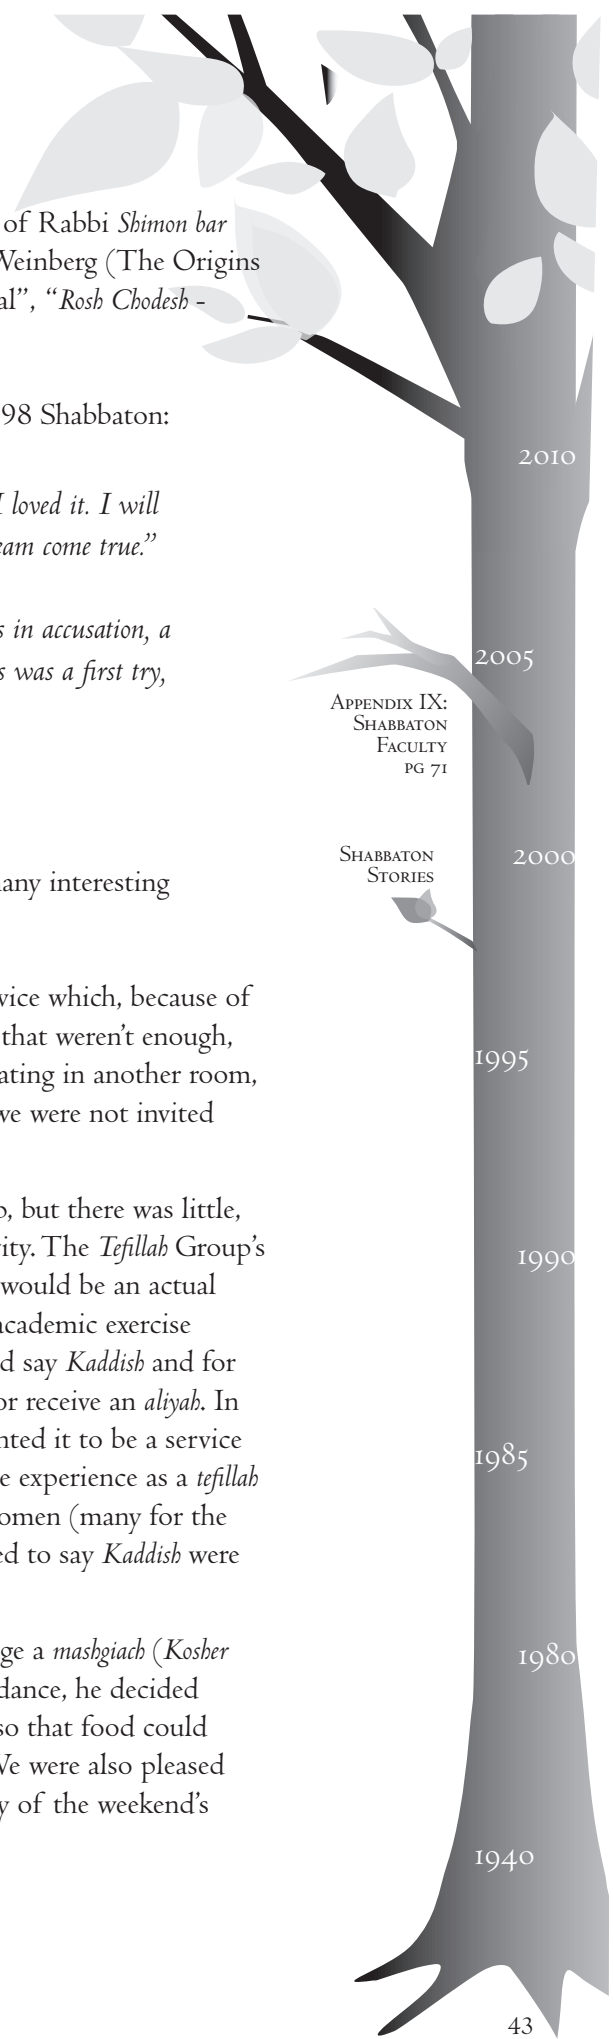 of Rabbi Shimon bar
Weinberg (The Origins
al”, “Rosh Chodesh -
98 Shabbaton:
I loved it. I will
eam come true.”
s in accusation, a
s was a first try,
any interesting
vice which, because of
that weren’t enough,
ating in another room,
we were not invited
, but there was little,
ity. The Tefillah Group’s
would be an actual
academic exercise
d say Kaddish and for
or receive an aliyah. In
nted it to be a service
e experience as a tefillah
omen (many for the
ed to say Kaddish were
ge a mashgiach (Kosher
dance, he decided
so that food could
We were also pleased
y of the weekend’s
2010
2005
Appendix IX:
Shabbaton
Faculty
pg 71
2000
Shabbaton
Stories
1995
1990
1985
1980
1940
43